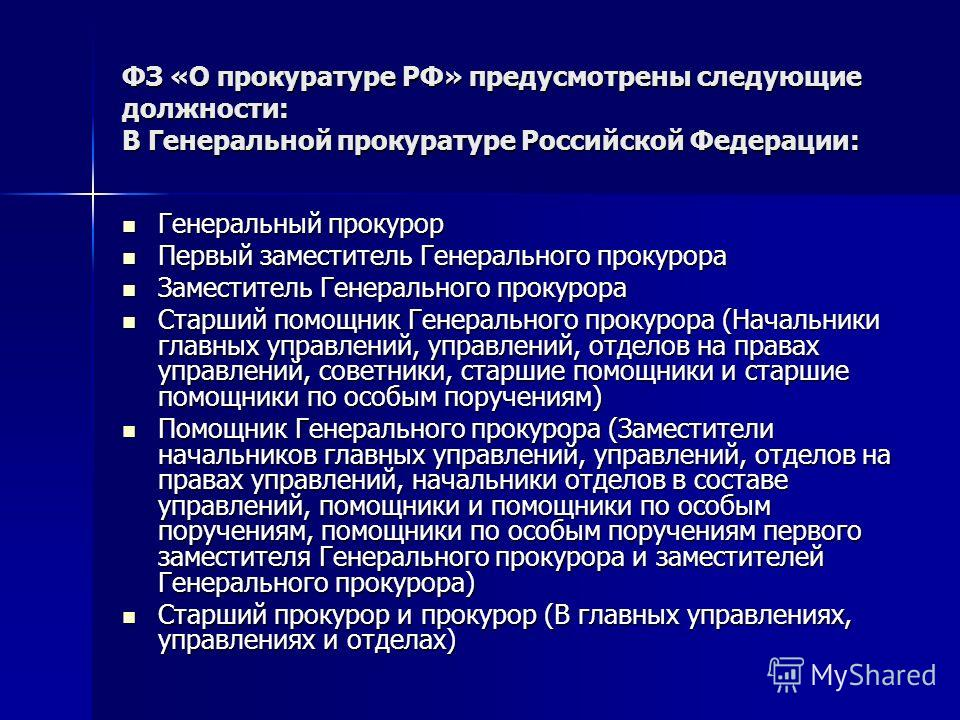 ФЗ «О прокуратуре РФ» предусмотрены следующие
должности:
В Генеральной прокуратуре Российской Федерации:
Генеральный прокурор
Первый заместитель Генерального прокурора
Заместитель Генерального прокурора
Старший помощник Генерального прокурора (Начальники
главных управлений, управлений, отделов на правах
управлений, советники, старшие помощники и старшие
помощники по особым поручениям)
Помощник Генерального прокурора (Заместители
начальников главных управлений, управлений, отделов на
правах управлений, начальники отделов в составе
управлений, помощники и помощники по особым
поручениям, помощники по особым поручениям первого
заместителя Генерального прокурора и заместителей
Генерального прокурора)
Старший прокурор и прокурор (В главных управлениях,
управлениях и отделах)
MyShared